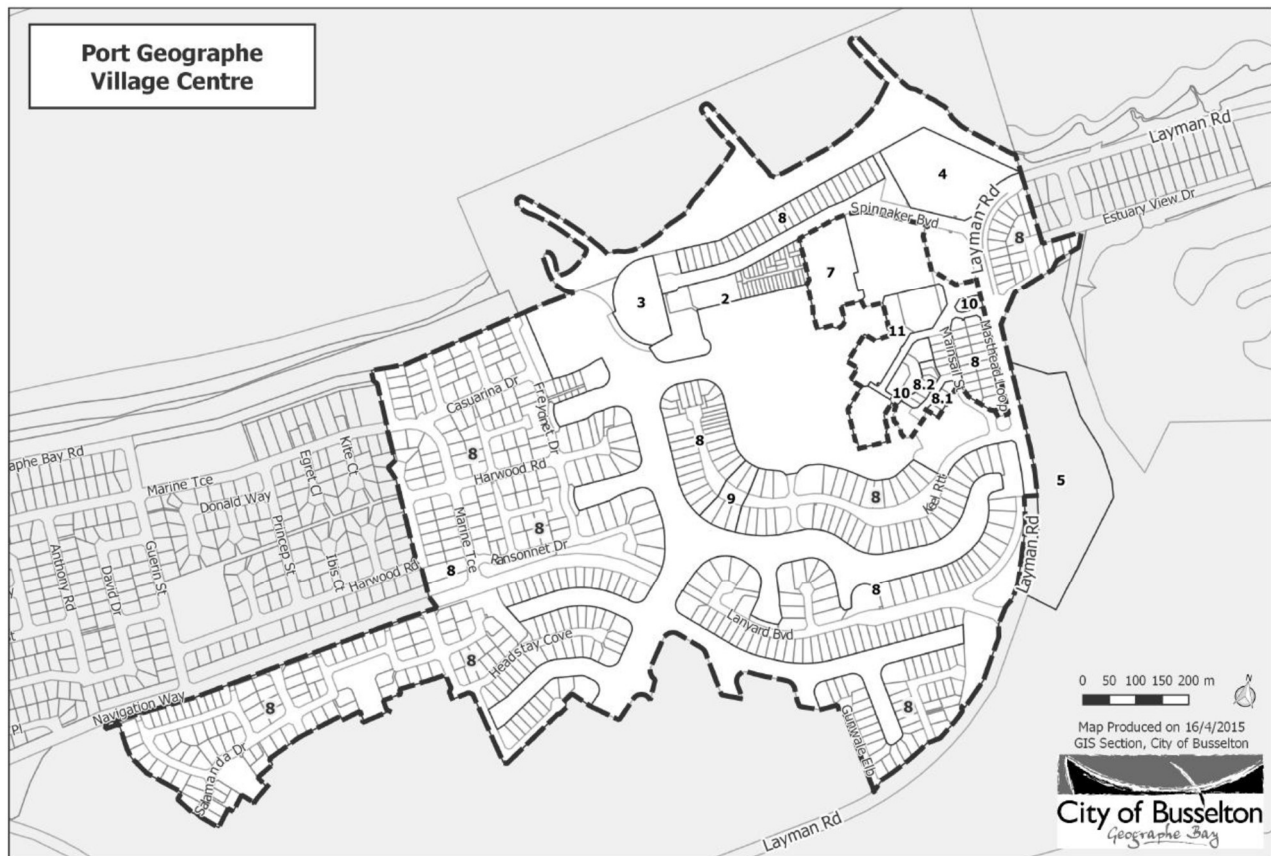 Port Geographe
Village Centre
Layman Rd
Estuary View Dr
4
Layman Rd
Spinnaker Bvd
8
8
7
3
2
10
11
Mainsail St
Masthead Loop
8
8.2
8.1
10
Casuarina Dr
Freycinet Dr
8
8
Harwood Rd
aphe Bay Rd
Marine Tce
Kite Ct
Egret Cl
Donald Way
8
9
8
Keel Rtt
5
Marine Tce
8
Ransonnet Dr
8
Anthony Rd
David Dr
Guerin St
Princep St
Ibis Ct
Harwood Rd
Layman Rd
8
Lanyard Bvd
Headstay Cove
8
Navigation Way
Pl
8
Gunwale Elb
8
Layman Rd
0 50 100 150 200 m
N
Map Produced on 16/4/2015
GIS Section, City of Busselton
City of Busselton
Geographe Bay